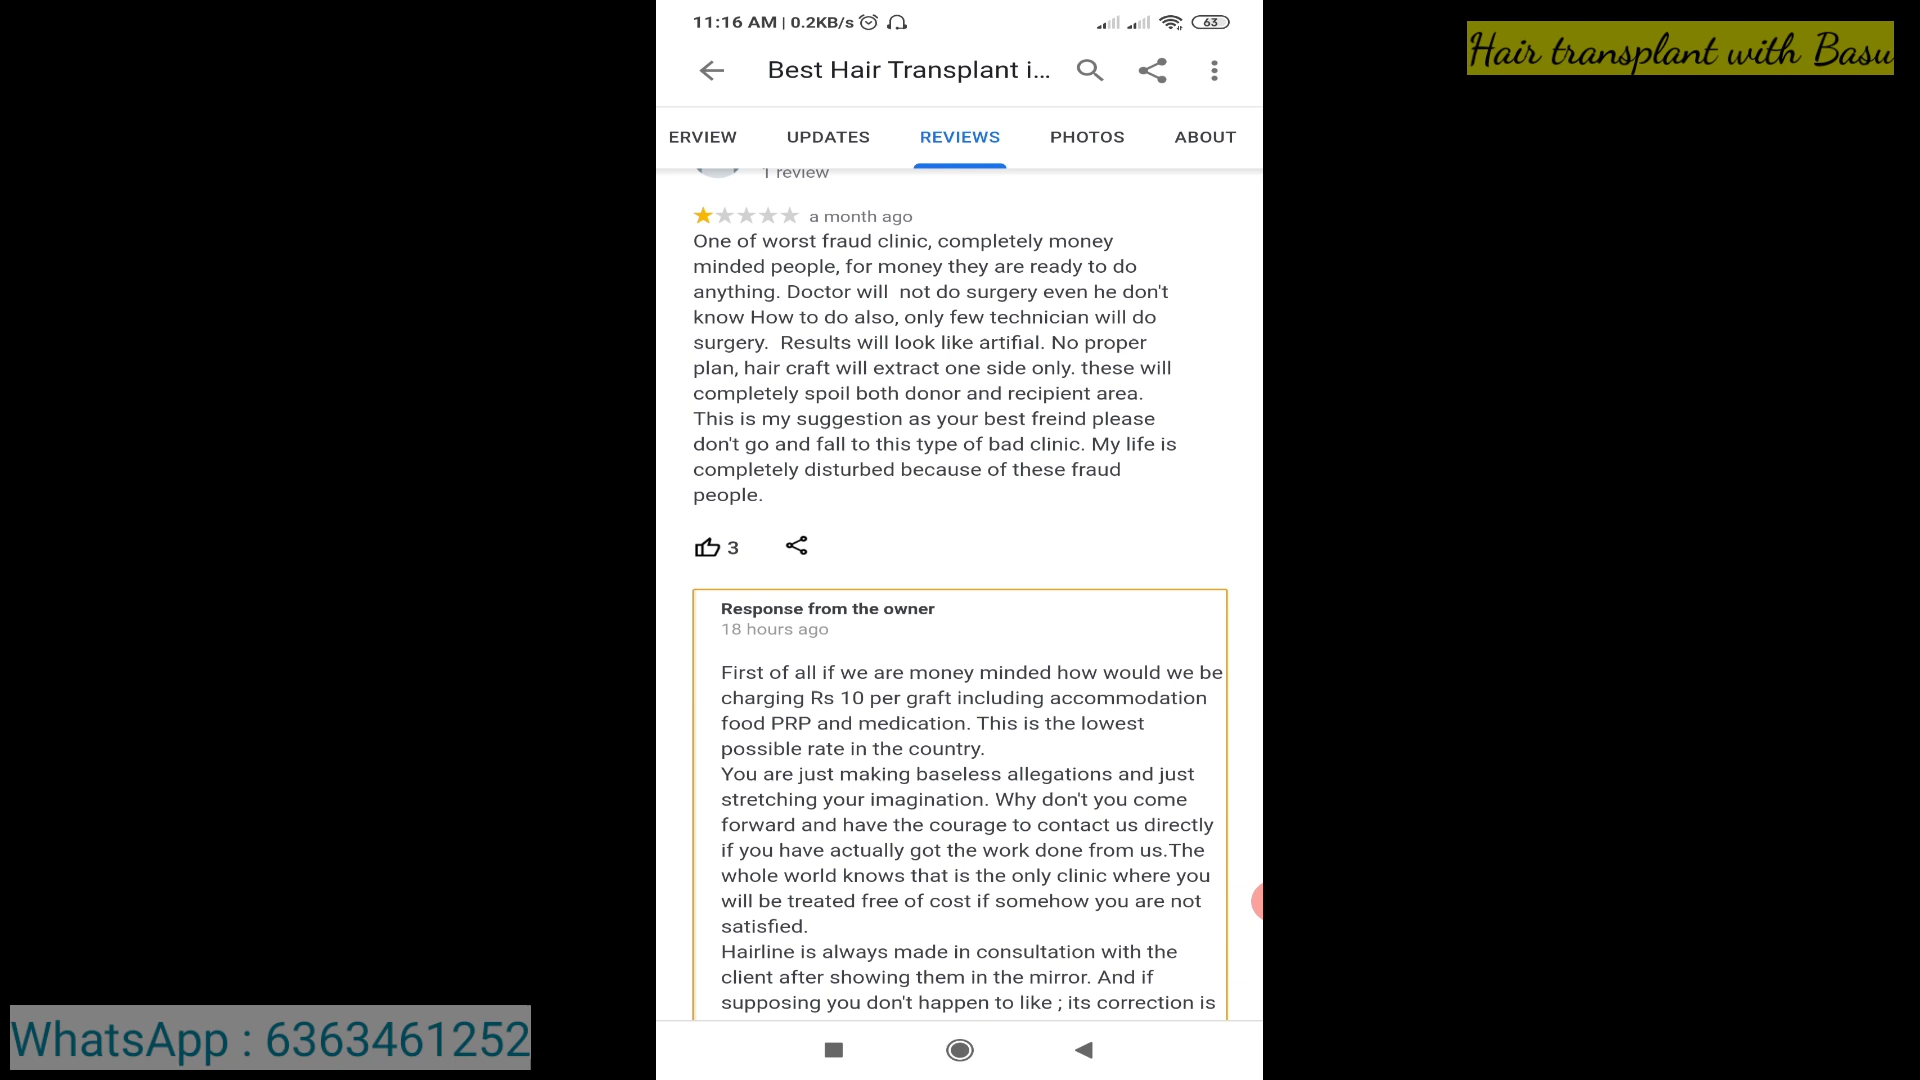 11:16 AM | 0.2KB/s
63
Hair transplant with Basu
Best Hair Transplant i...
ERVIEW UPDATES REVIEWS PHOTOS ABOUT
1 review
a month ago
One of worst fraud clinic, completely money
minded people, for money they are ready to do
anything. Doctor will  not do surgery even he don't
know How to do also, only few technician will do
surgery.  Results will look like artifial. No proper
plan, hair craft will extract one side only. these will
completely spoil both donor and recipient area.
This is my suggestion as your best freind please
don't go and fall to this type of bad clinic. My life is
completely disturbed because of these fraud
people.
3
Response from the owner
18 hours ago
First of all if we are money minded how would we be
charging Rs 10 per graft including accommodation
food PRP and medication. This is the lowest
possible rate in the country.
You are just making baseless allegations and just
stretching your imagination. Why don't you come
forward and have the courage to contact us directly
if you have actually got the work done from us.The
whole world knows that is the only clinic where you
will be treated free of cost if somehow you are not
satisfied.
Hairline is always made in consultation with the
client after showing them in the mirror. And if
supposing you don't happen to like ; its correction is
WhatsApp : 6363461252